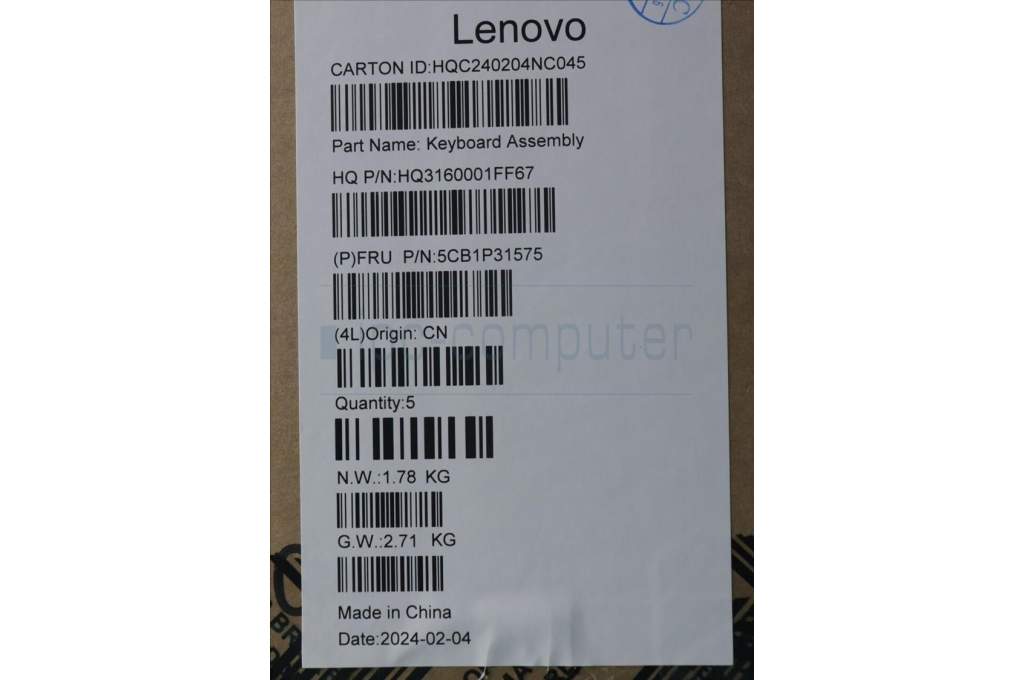 Lenovo
CARTON ID:HQC240204NC045
Part Name: Keyboard Assembly
HQ P/N:HQ3160001FF67
(P)FRU P/N:5CB1P31575
(4L)Origin: CN
computer
Quantity:5
N.W.:1.78 KG
G.W.:2.71 KG
Made in China
Date:2024-02-04